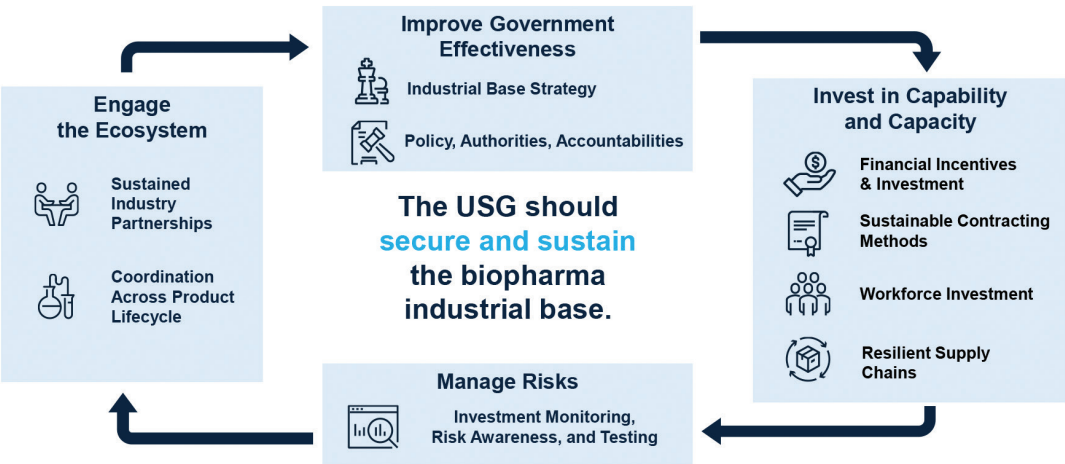 Improve Government
Effectiveness
Industrial Base Strategy
Policy, Authorities, Accountabilities
Engage
the Ecosystem
Sustained
Industry
Partnerships
Coordination
Across Product
Lifecycle
The USG should
secure and sustain
the biopharma
industrial base.
Invest in Capability
and Capacity
$
Financial Incentives
& Investment
Sustainable Contracting
Methods
Workforce Investment
Resilient Supply
Chains
Manage Risks
Investment Monitoring,
Risk Awareness, and Testing